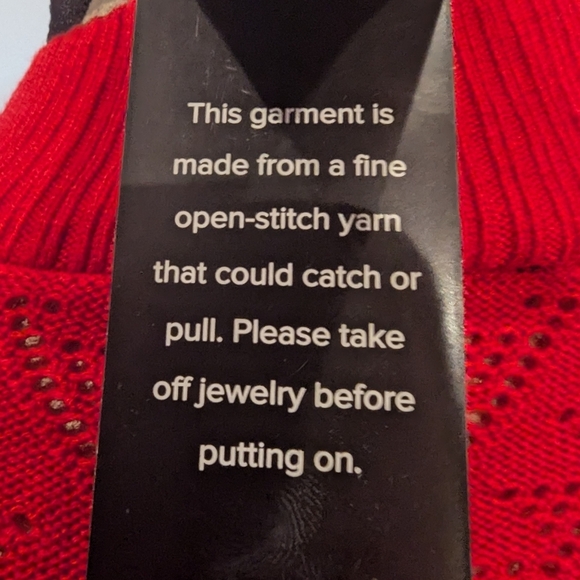 This garment is
made from a fine
open-stitch yarn
that could catch or
pull. Please take
off jewelry before
putting on.